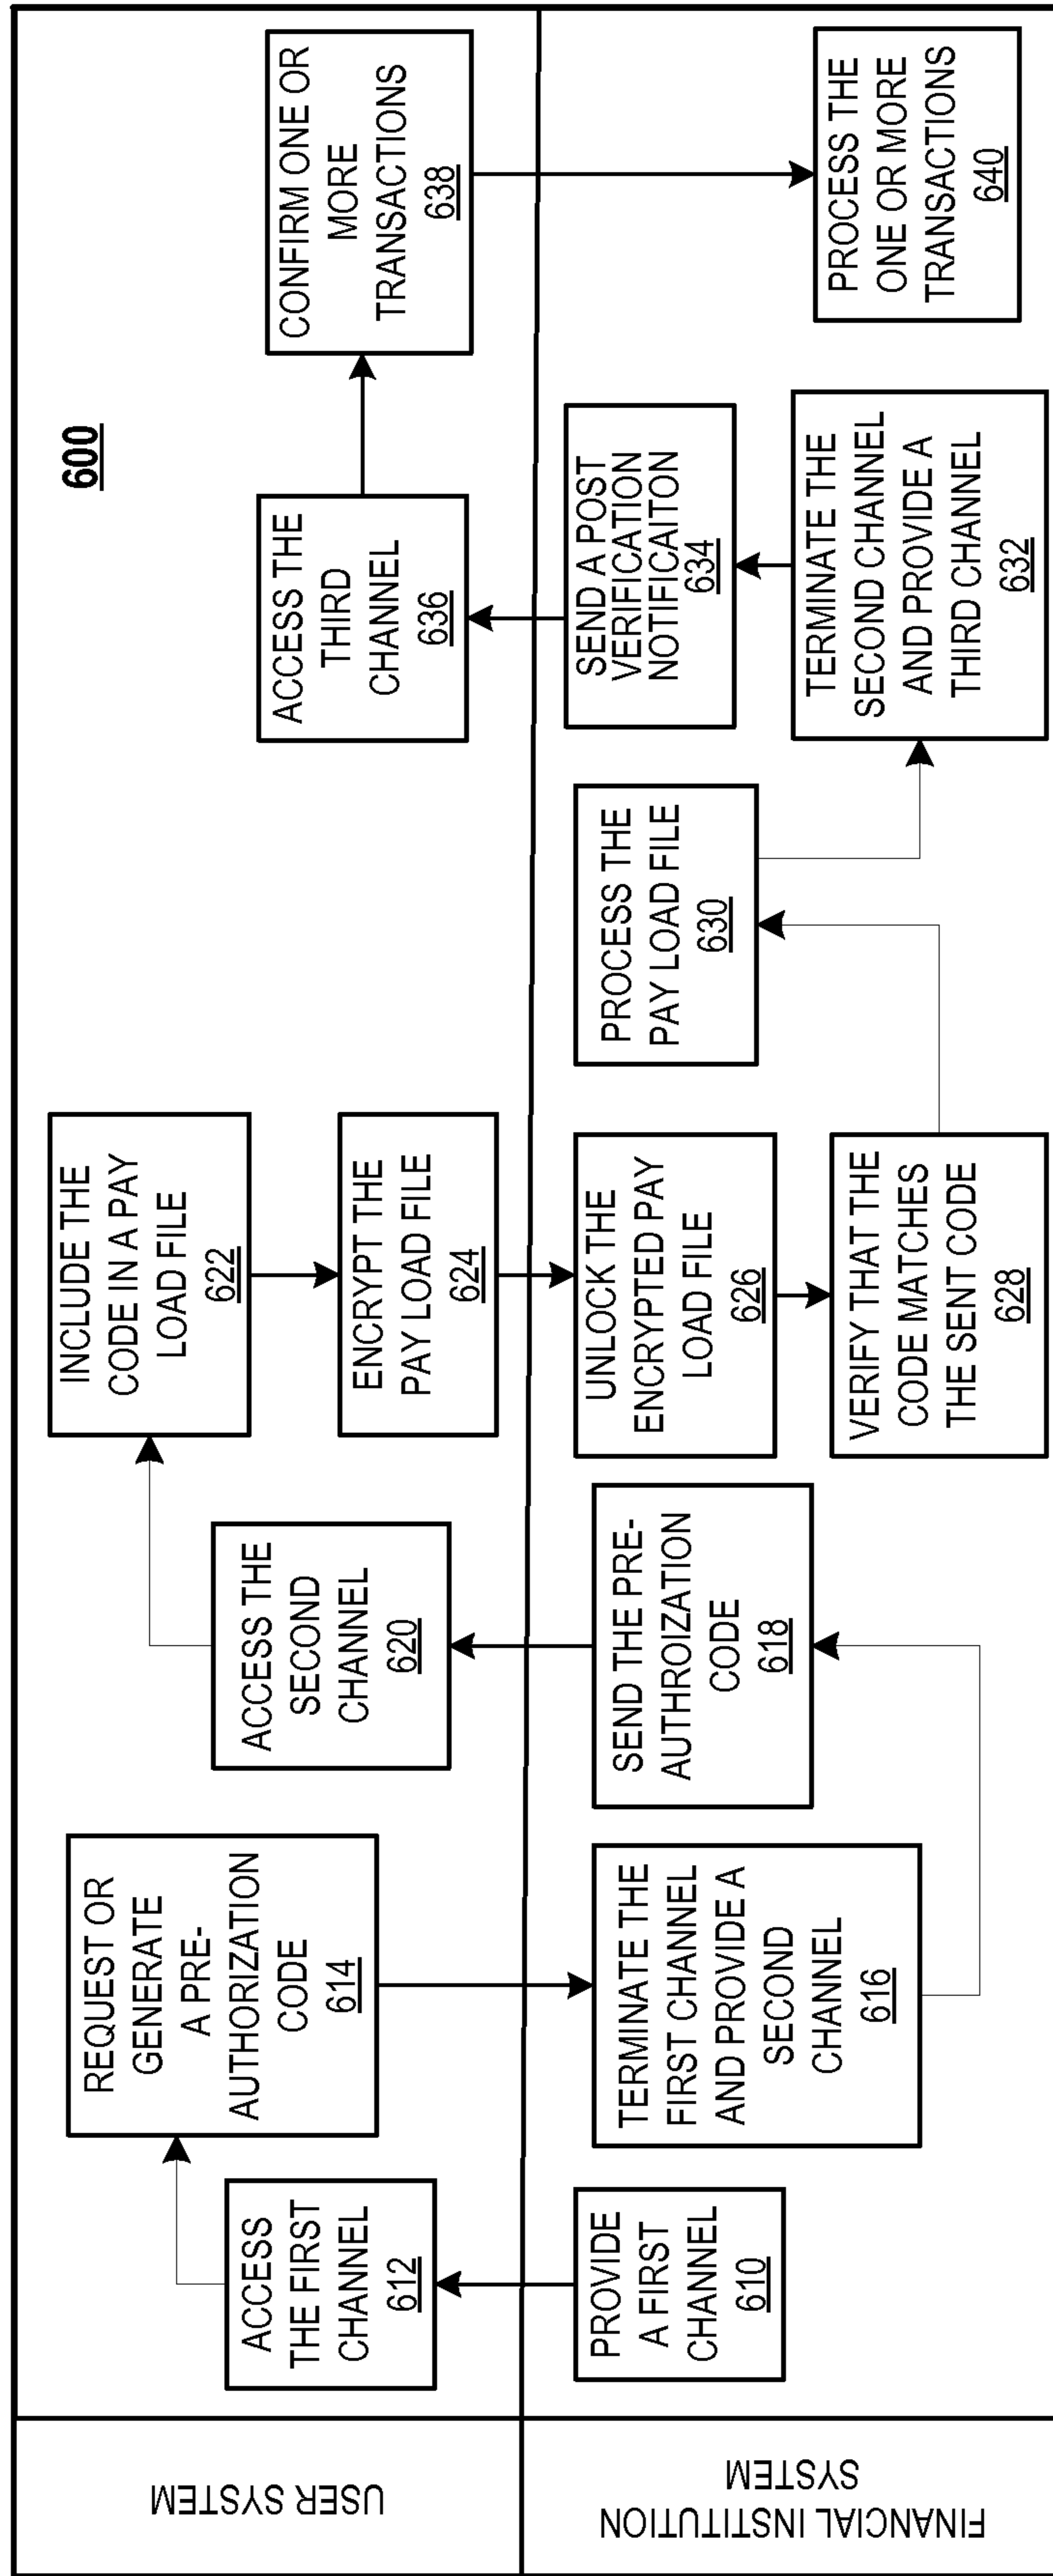 600
USER SYSTEM
FINANCIAL INSTITUTION
SYSTEM
PROVIDE
A FIRST
CHANNEL
610
ACCESS
THE FIRST
CHANNEL
612
REQUEST OR
GENERATE
A PRE-
AUTHORIZATION
CODE
614
TERMINATE THE
FIRST CHANNEL
AND PROVIDE A
SECOND
CHANNEL
616
SEND THE PRE-
AUTHROIZATION
CODE
618
ACCESS THE
SECOND
CHANNEL
620
INCLUDE THE
CODE IN A PAY
LOAD FILE
622
ENCRYPT THE
PAY LOAD FILE
624
UNLOCK THE
ENCRYPTED PAY
LOAD FILE
626
VERIFY THAT THE
CODE MATCHES
THE SENT CODE
628
PROCESS THE
PAY LOAD FILE
630
TERMINATE THE
SECOND CHANNEL
AND PROVIDE A
THIRD CHANNEL
632
SEND A POST
VERIFICATION
NOTIFICAITON
634
ACCESS THE
THIRD
CHANNEL
636
CONFIRM ONE OR
MORE
TRANSACTIONS
638
PROCESS THE
ONE OR MORE
TRANSACTIONS
640